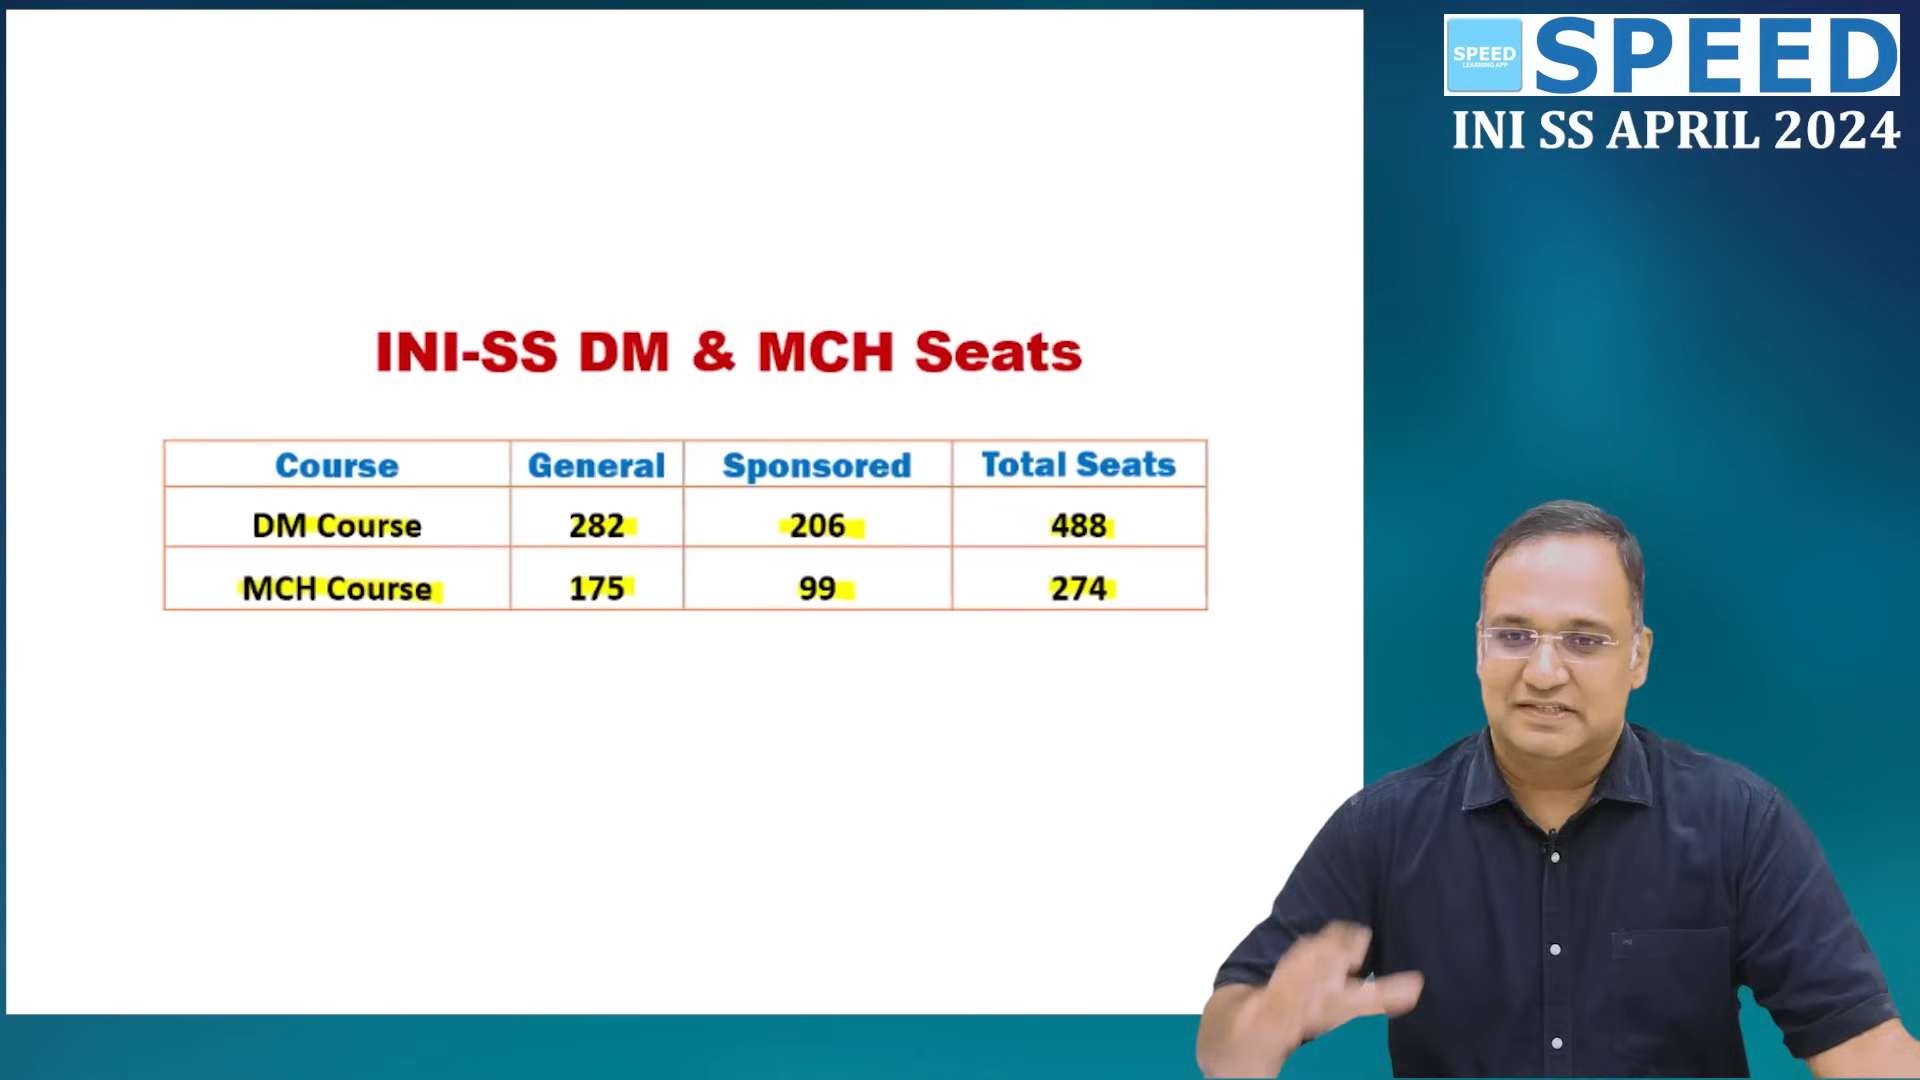 SPEED
LEARNING APP
SPEED
INI SS APRIL 2024
INI-SS DM & MCH Seats
Course General Sponsored Total Seats
DM Course 282 206 488
MCH Course 175 99 274